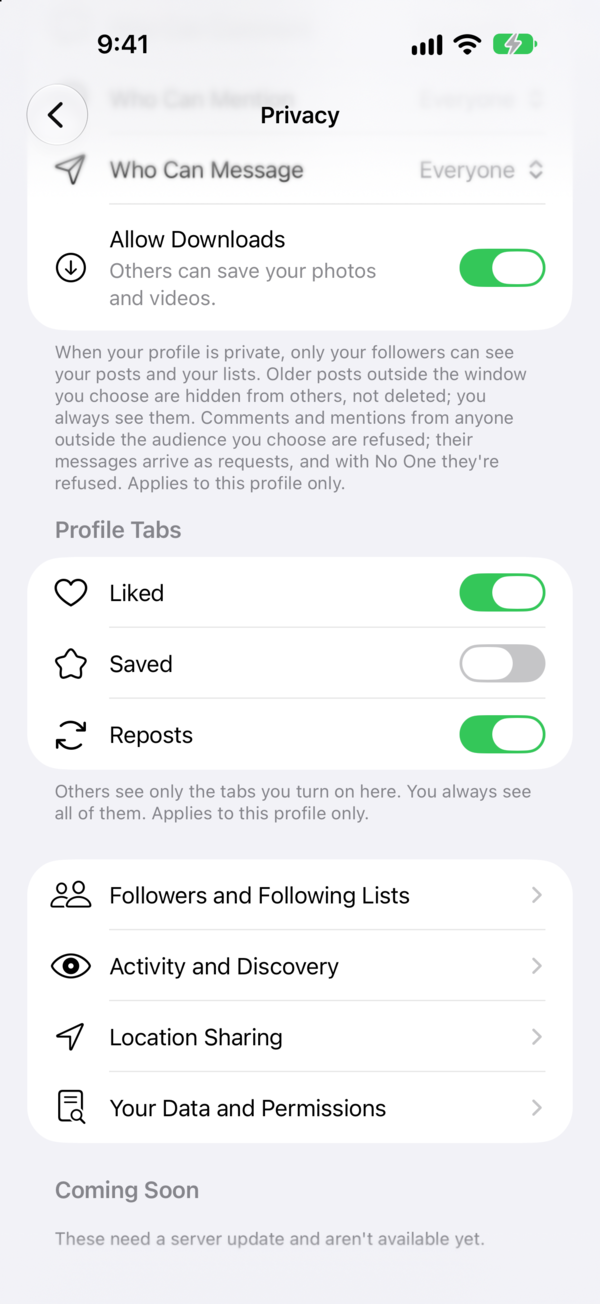 9:41
Who Can Mention
Everyone
Privacy
Who Can Message
Everyone
Allow Downloads
Others can save your photos
and videos.
When your profile is private, only your followers can see
your posts and your lists. Older posts outside the window
you choose are hidden from others, not deleted; you
always see them. Comments and mentions from anyone
outside the audience you choose are refused; their
messages arrive as requests, and with No One they're
refused. Applies to this profile only.
Profile Tabs
Liked
Saved
Reposts
Others see only the tabs you turn on here. You always see
all of them. Applies to this profile only.
Followers and Following Lists
Activity and Discovery
Location Sharing
Your Data and Permissions
Coming Soon
These need a server update and aren't available yet.